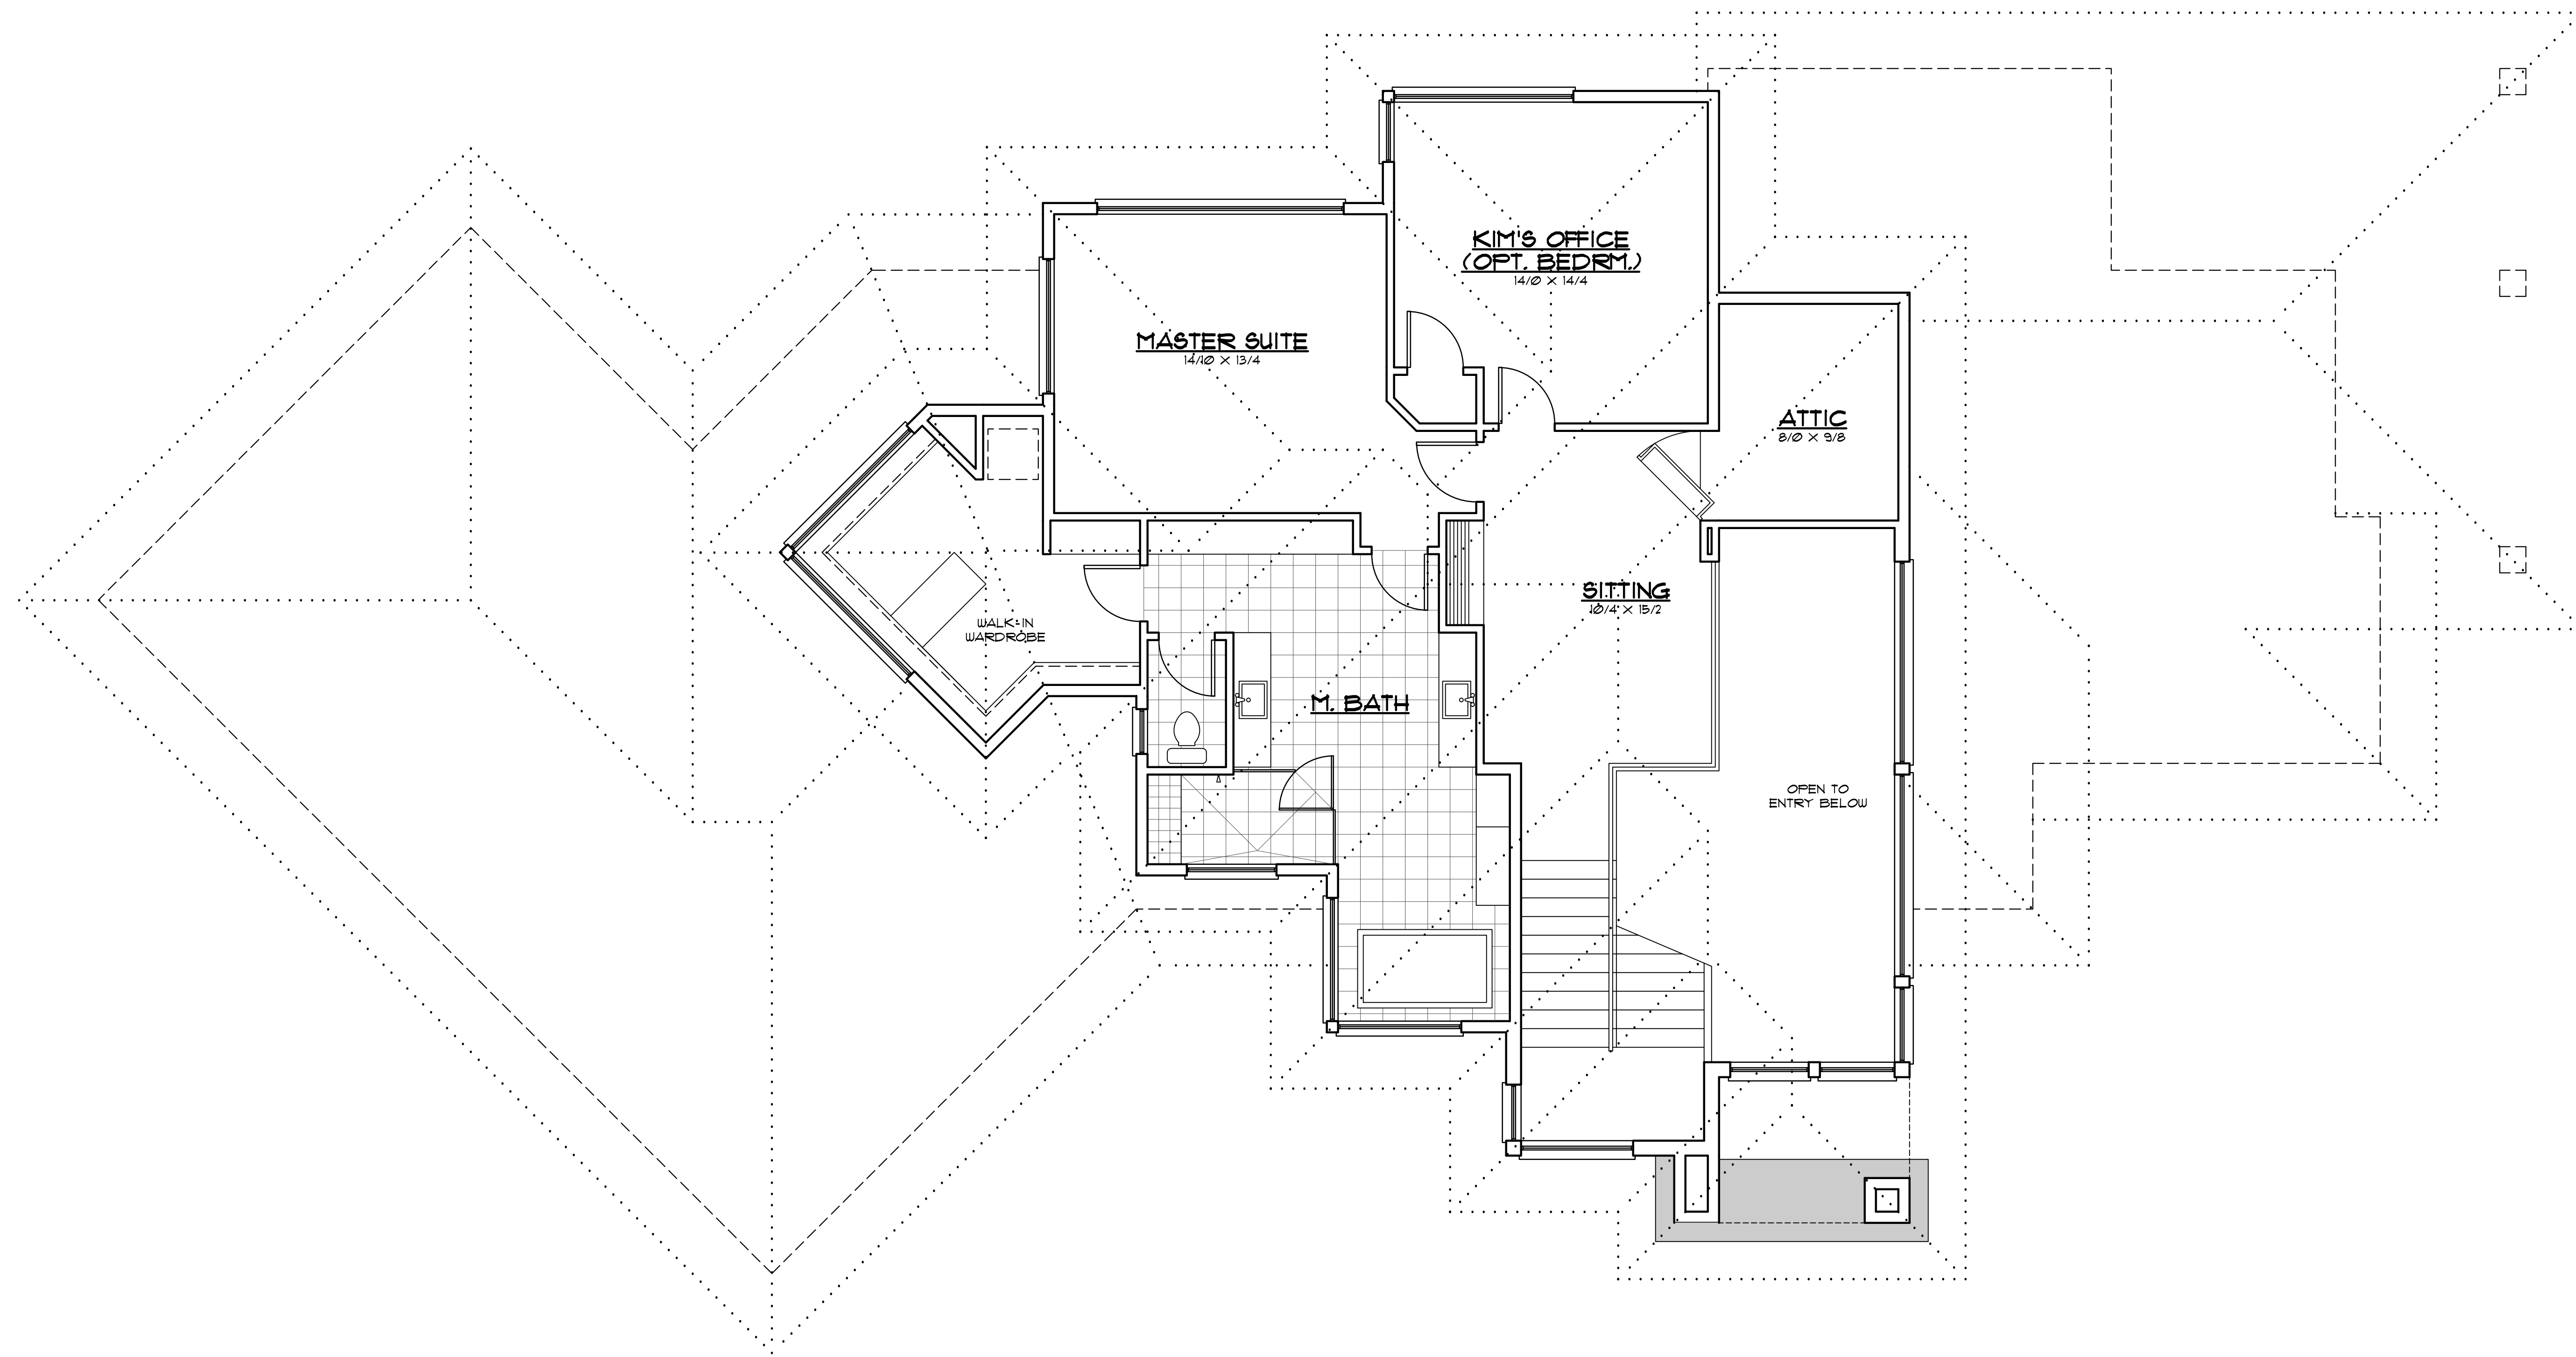 KIM'S OFFICE
(OPT. BEDRM.)
14/0 X 14/4
MASTER SUITE
14/10 X 13/4
ATTIC
8/0 X 9/8
SITTING
10/4 X 15/2
WALK-IN
WARDROBE
M. BATH
OPEN TO
ENTRY BELOW